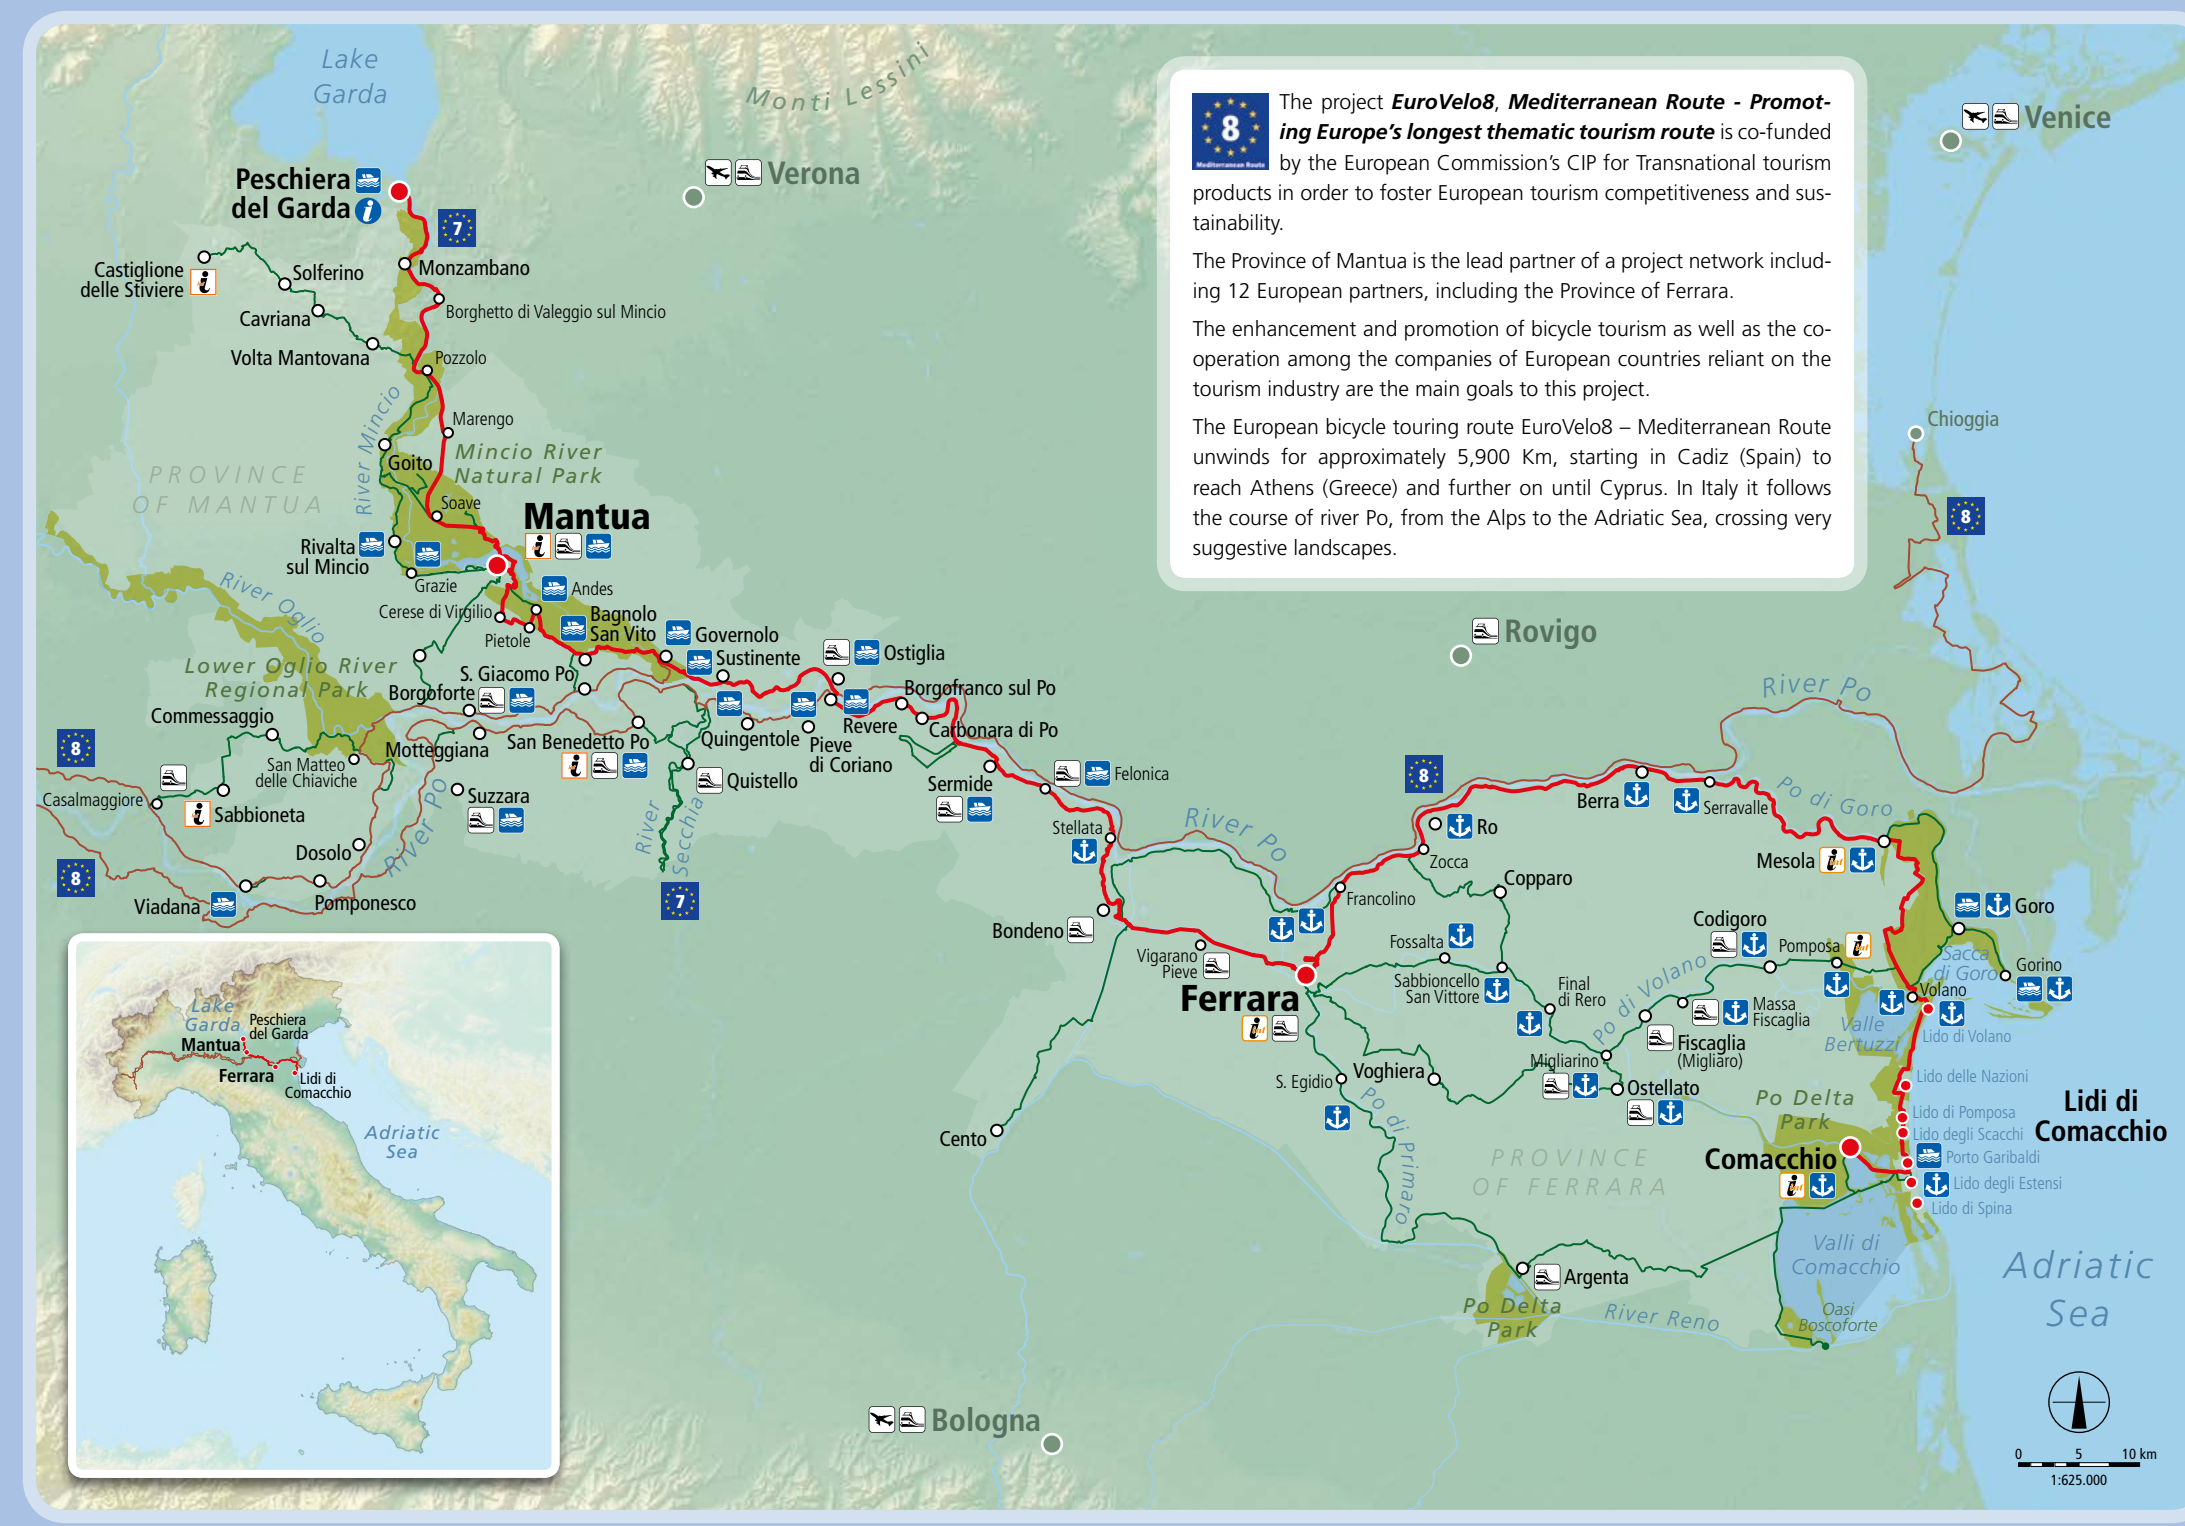 Lake
Garda
Monti Lessini
Peschiera
del Garda
i
7
Verona
Venice
8
Mediterranean Route
The project EuroVelo8, Mediterranean Route - Promot-
ing Europe's longest thematic tourism route is co-funded
by the European Commission's CIP for Transnational tourism
products in order to foster European tourism competitiveness and sus-
tainability.
The Province of Mantua is the lead partner of a project network includ-
ing 12 European partners, including the Province of Ferrara.
The enhancement and promotion of bicycle tourism as well as the co-
operation among the companies of European countries reliant on the
tourism industry are the main goals to this project.
The European bicycle touring route EuroVelo8 – Mediterranean Route
unwinds for approximately 5,900 Km, starting in Cadiz (Spain) to
reach Athens (Greece) and further on until Cyprus. In Italy it follows
the course of river Po, from the Alps to the Adriatic Sea, crossing very
suggestive landscapes.
Castiglione
delle Stiviere
i
Solferino
Monzambano
Borghetto di Valeggio sul Mincio
Cavriana
Volta Mantovana
Pozzolo
River Mincio
Marengo
Chioggia
Goito
Mincio River
Natural Park
PROVINCE
OF MANTUA
Soave
Mantua
i
8
Rivalta
sul Mincio
Grazie
River Oglio
Andes
Cerese di Virgilio
Bagnolo
San Vito
Pietole
Governolo
Rovigo
Sustinente
Ostiglia
Lower Oglio River
Regional Park
S. Giacomo Po
Borgoforte
Borgofranco sul Po
River Po
Commessaggio
Motteggiana
San Benedetto Po
i
Quingentole
Pieve
di Coriano
Revere
Carbonara di Po
8
San Matteo
delle Chiaviche
Quistello
Sermide
Felonica
8
Casalmaggiore
Sabbioneta
i
Suzzara
Berra
Serravalle
Po di Goro
River
Secchia
Stellata
River Po
Ro
Dosolo
River Po
Zocca
Mesola
i
8
Viadana
Pomponesco
7
Copparo
Francolino
Bondeno
Vigarano
Pieve
Fossalta
Codigoro
Pomposa
i
Goro
Sacca
di Goro
Gorino
Ferrara
i
Sabbioncello
San Vittore
Final
di Rero
Po di Volano
Massa
Fiscaglia
Volano
Valle
Bertuzzi
Lido di Volano
Fiscaglia
(Migliaro)
Migliarino
S. Egidio
Voghiera
Ostellato
Lido delle Nazioni
Po Delta
Park
Lido di Pomposa
Lido degli Scacchi
Lidi di
Comacchio
Cento
Po di Primaro
PROVINCE
OF FERRARA
Comacchio
i
Porto Garibaldi
Lido degli Estensi
Lido di Spina
Valli di
Comacchio
Adriatic
Sea
Argenta
Po Delta
Park
River Reno
Oasi
Boscoforte
Bologna
Lake
Garda
Peschiera
del Garda
Mantua
Ferrara
Lidi di
Comacchio
Adriatic
Sea
0 5 10 km
1:625.000